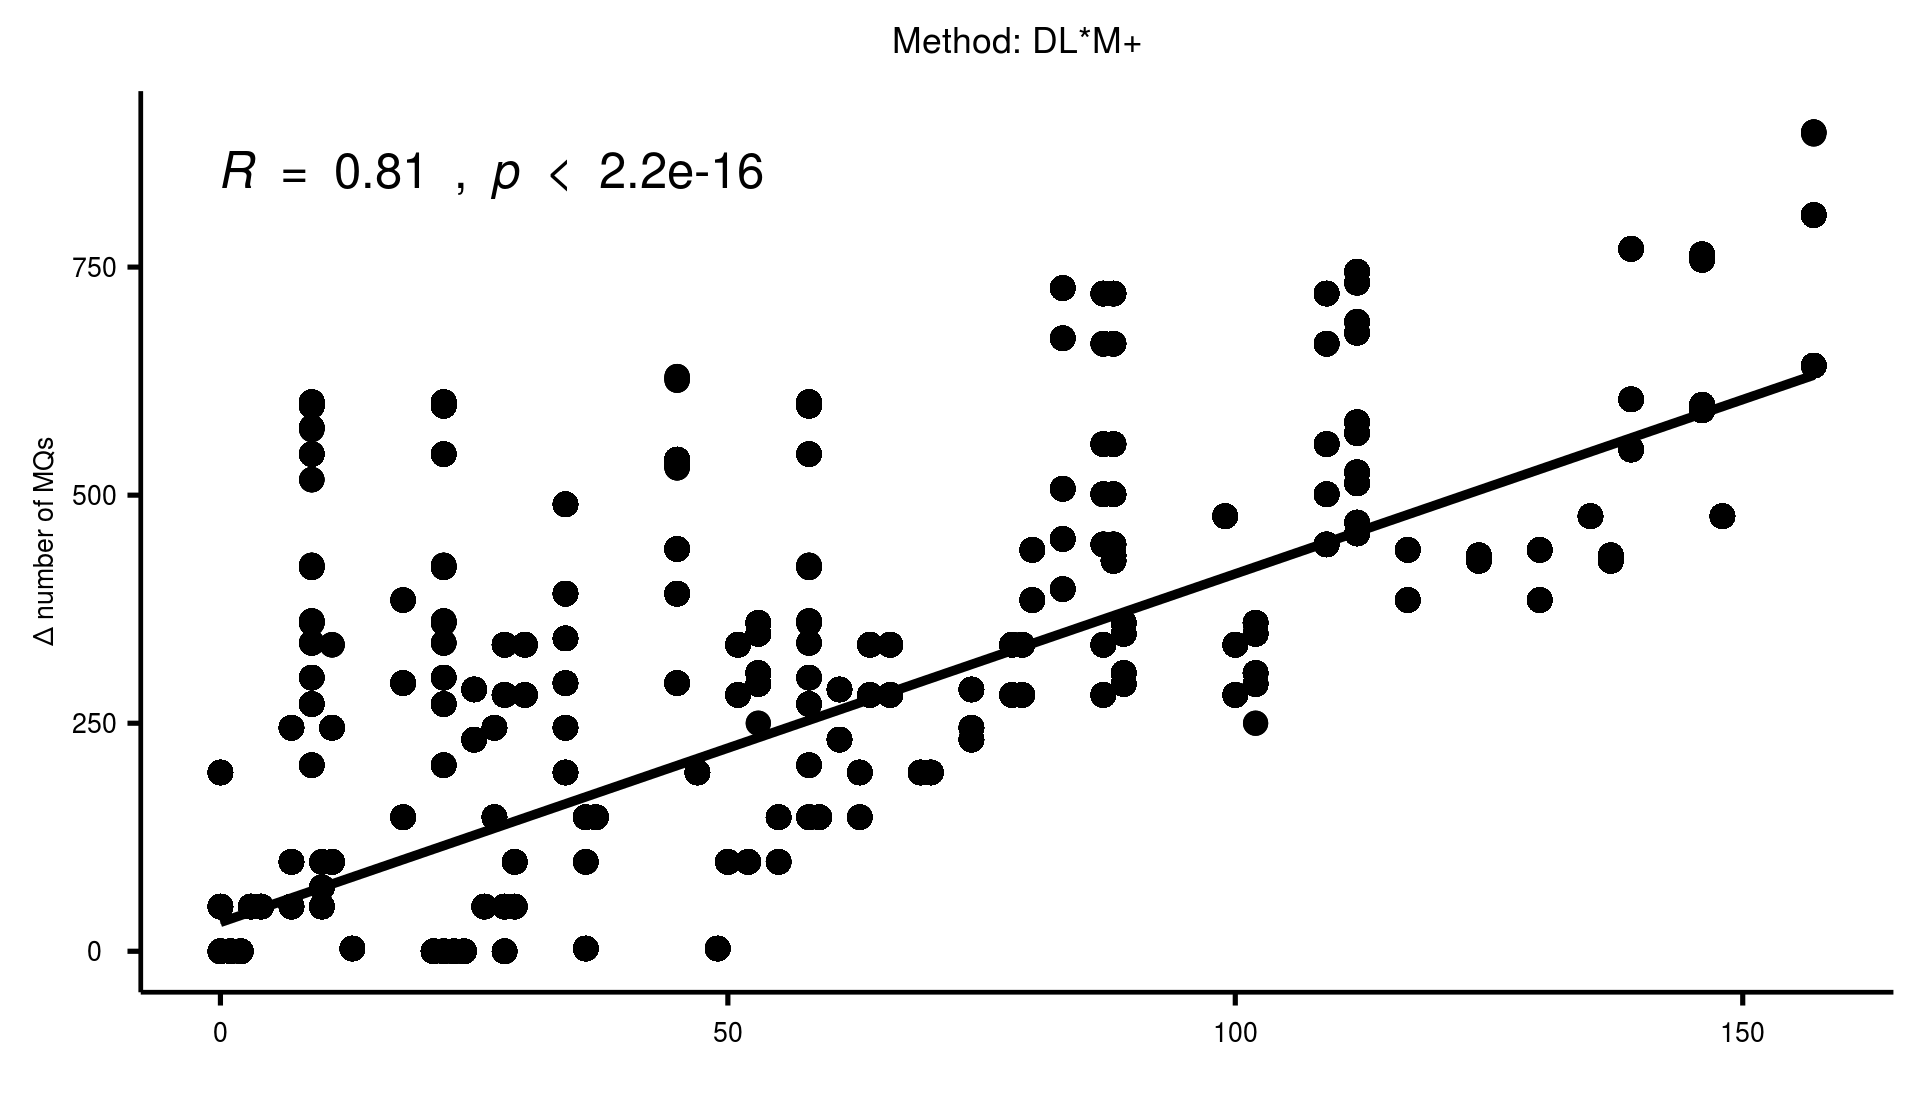 Method: DL*M+
R = 0.81 , p < 2.2e-16
Δ number of MQs
750
500
250
0
0 50 100 150